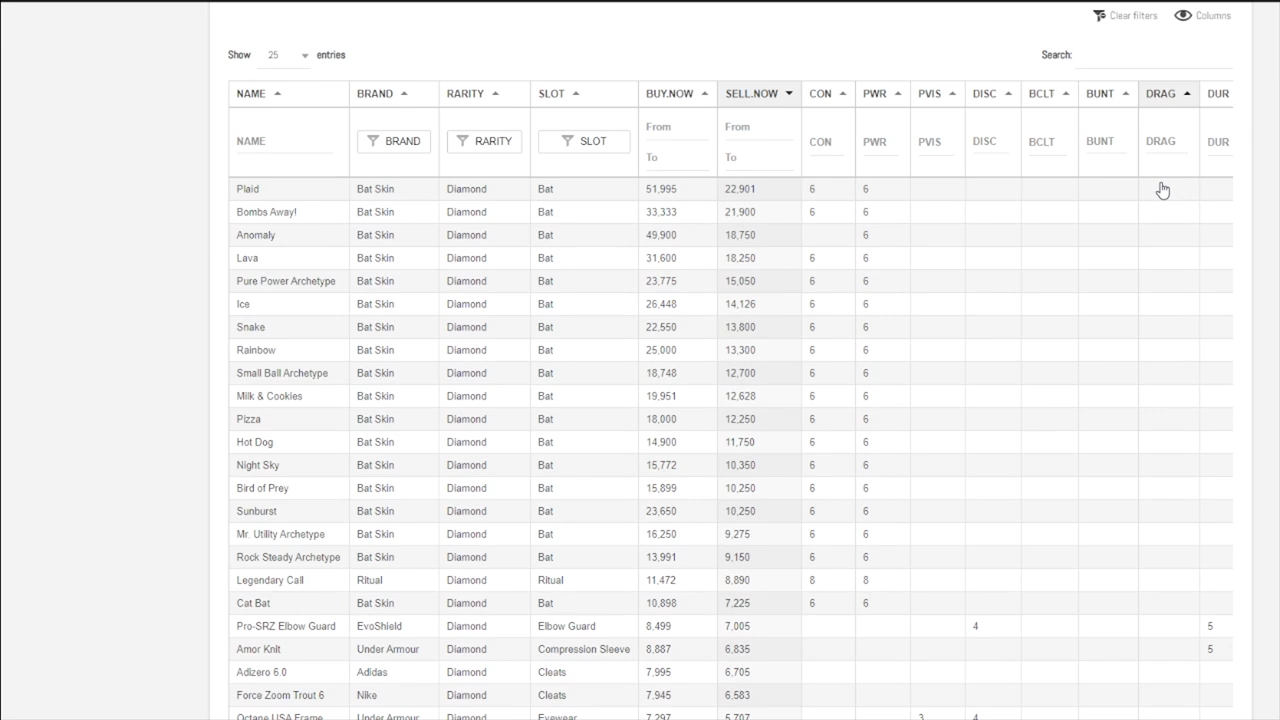 Clear filters Columns
Show 25 entries Search:
NAME BRAND RARITY SLOT BUY.NOW SELL.NOW CON PWR PVIS DISC BCLT BUNT DRAG DUR
From From
NAME BRAND RARITY SLOT CON PWR PVIS DISC BCLT BUNT DRAG DUR
To To
Plaid Bat Skin Diamond Bat 51,995 22,901 6 6
Bombs Away! Bat Skin Diamond Bat 33,333 21,900 6 6
Anomaly Bat Skin Diamond Bat 49,900 18,750 6
Lava Bat Skin Diamond Bat 31,600 18,250 6 6
Pure Power Archetype Bat Skin Diamond Bat 23,775 15,050 6 6
Ice Bat Skin Diamond Bat 26,448 14,126 6 6
Snake Bat Skin Diamond Bat 22,550 13,800 6 6
Rainbow Bat Skin Diamond Bat 25,000 13,300 6 6
Small Ball Archetype Bat Skin Diamond Bat 18,748 12,700 6 6
Milk & Cookies Bat Skin Diamond Bat 19,951 12,628 6 6
Pizza Bat Skin Diamond Bat 18,000 12,250 6 6
Hot Dog Bat Skin Diamond Bat 14,900 11,750 6 6
Night Sky Bat Skin Diamond Bat 15,772 10,350 6 6
Bird of Prey Bat Skin Diamond Bat 15,899 10,250 6 6
Sunburst Bat Skin Diamond Bat 23,650 10,250 6 6
Mr. Utility Archetype Bat Skin Diamond Bat 16,250 9,275 6 6
Rock Steady Archetype Bat Skin Diamond Bat 13,991 9,150 6 6
Legendary Call Ritual Diamond Ritual 11,472 8,890 8 8
Cat Bat Bat Skin Diamond Bat 10,898 7,225 6 6
Pro-SRZ Elbow Guard EvoShield Diamond Elbow Guard 8,499 7,005 4 5
Amor Knit Under Armour Diamond Compression Sleeve 8,887 6,835 5
Adizero 6.0 Adidas Diamond Cleats 7,995 6,705
Force Zoom Trout 6 Nike Diamond Cleats 7,945 6,583
Octane USA Frame Under Armour Diamond Eyewear 7,297 5,707 3 4